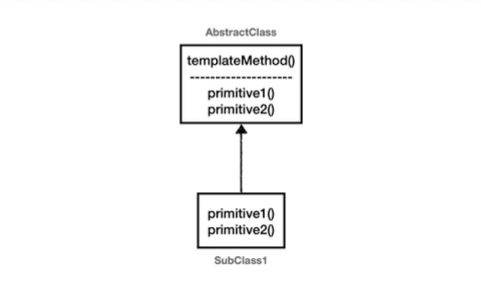 AbstractClass
templateMethod()
--------------------
primitive1()
primitive2()
primitive1()
primitive2()
SubClass1